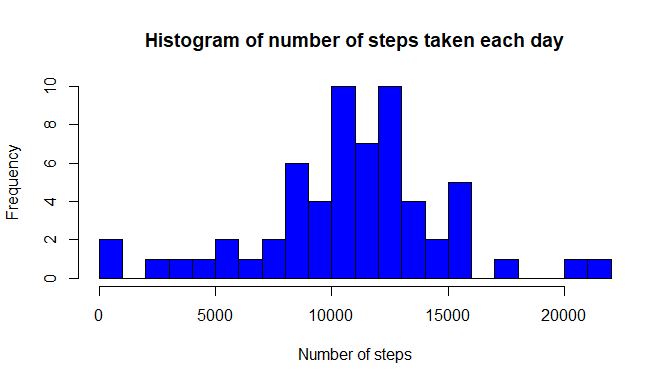 Histogram of number of steps taken each day
Frequency
10
8
6
4
2
0
0 5000 10000 15000 20000
Number of steps